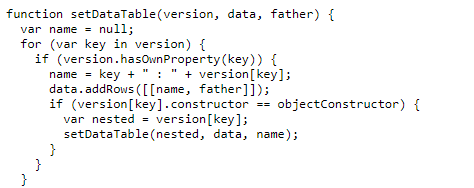 function setDataTable(version, data, father) {
  var name = null;
  for (var key in version) {
    if (version.hasOwnProperty(key)) {
      name = key + " : " + version[key];
      data.addRows([[name, father]]);
      if (version[key].constructor == objectConstructor) {
        var nested = version[key];
        setDataTable(nested, data, name);
      }
    }
  }